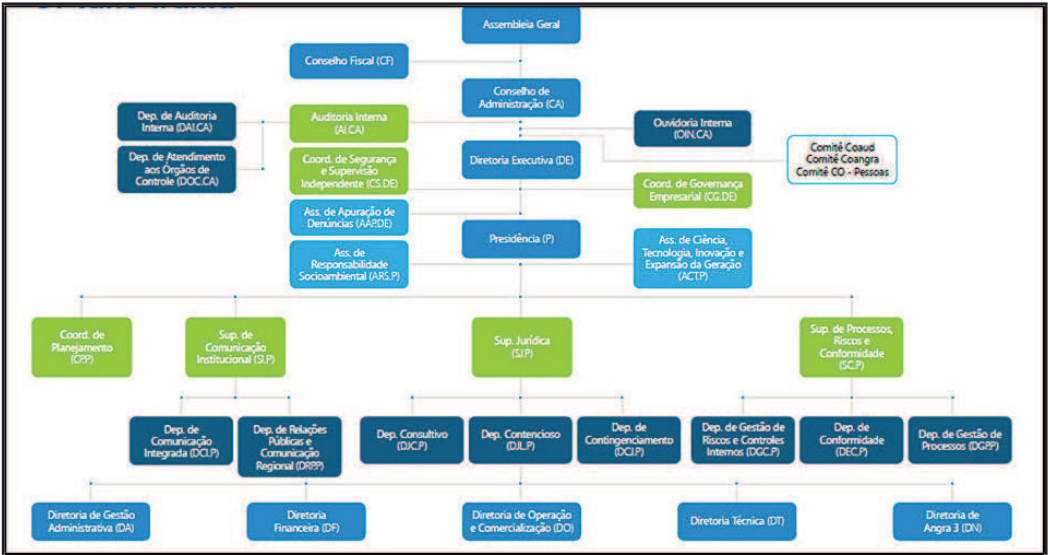 Assembleia Geral
Conselho Fiscal (CF)
Conselho de
Administração (CA)
Dep. de Auditoria
Interna (DAI.CA)
Auditoria Interna
(AI.CA)
Ouvidoria Interna
(OIN.CA)
Dep. de Atendimento
aos Órgãos de
Controle (DOC.CA)
Coord. de Segurança
e Supervisão
Independente (CS.DE)
Diretoria Executiva (DE)
Comitê Coaud
Comitê Coangra
Comitê CO - Pessoas
Coord. de Governança
Empresarial (CG.DE)
Ass. de Apuração de
Denúncias (AAP.DE)
Presidência (P)
Ass. de
Responsabilidade
Socioambiental (ARS.P)
Ass. de Ciência,
Tecnologia, Inovação e
Expansão da Geração
(ACT.P)
Coord. de
Planejamento
(CP.P)
Sup. de
Comunicação
Institucional (SI.P)
Sup. Jurídica
(SJ.P)
Sup. de Processos,
Riscos e
Conformidade
(SC.P)
Dep. de
Comunicação
Integrada (DCI.P)
Dep. de Relações
Públicas e
Comunicação
Regional (DRP.P)
Dep. Consultivo
(DJC.P)
Dep. Contencioso
(DJL.P)
Dep. de
Contingenciamento
(DCJ.P)
Dep. de Gestão de
Riscos e Controles
Internos (DGC.P)
Dep. de
Conformidade
(DEC.P)
Dep. de Gestão de
Processos (DGP.P)
Diretoria de Gestão
Administrativa (DA)
Diretoria
Financeira (DF)
Diretoria de Operação
e Comercialização (DO)
Diretoria Técnica (DT)
Diretoria de
Angra 3 (DN)